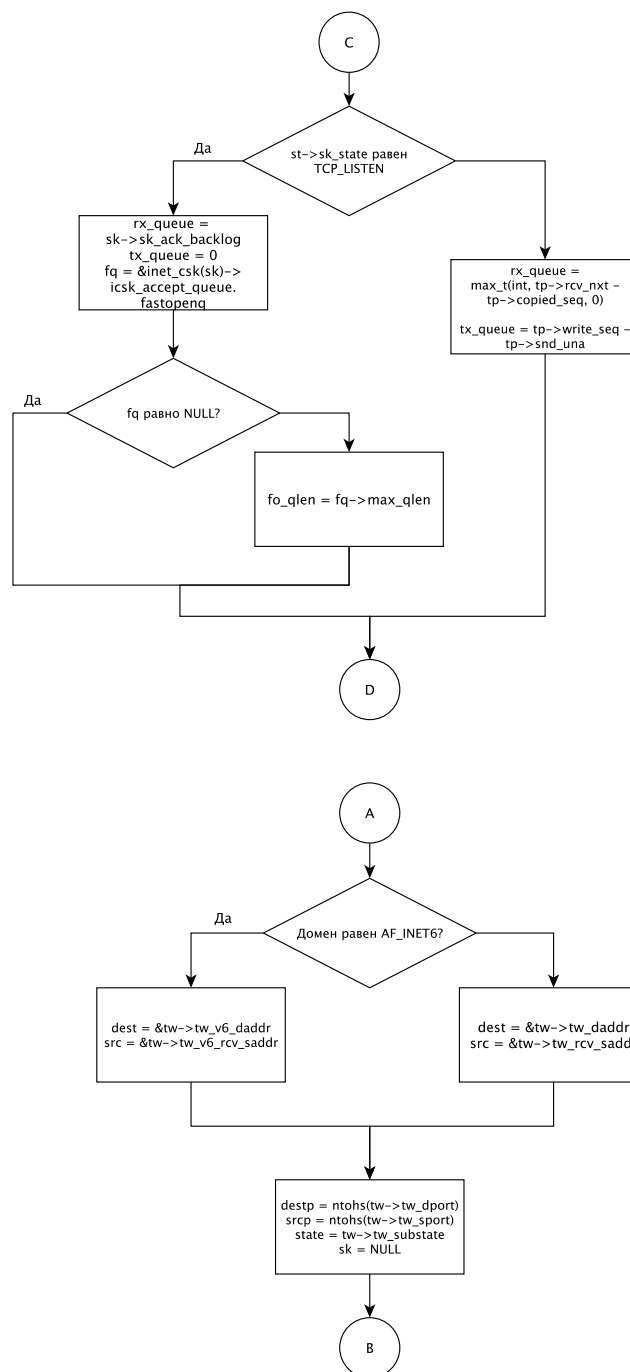 C
st->sk_state равен
TCP_LISTEN
Да
rx_queue =
sk->sk_ack_backlog
tx_queue = 0
fq = &inet_csk(sk)->
icsk_accept_queue.
fastopenq
rx_queue =
max_t(int, tp->rcv_nxt -
tp->copied_seq, 0)
tx_queue = tp->write_seq -
tp->snd_una
Да
fq равно NULL?
fo_qlen = fq->max_qlen
D
A
Да
Домен равен AF_INET6?
dest = &tw->tw_v6_daddr
src = &tw->tw_v6_rcv_saddr
dest = &tw->tw_daddr
src = &tw->tw_rcv_sadd
destp = ntohs(tw->tw_dport)
srcp = ntohs(tw->tw_sport)
state = tw->tw_substate
sk = NULL
B